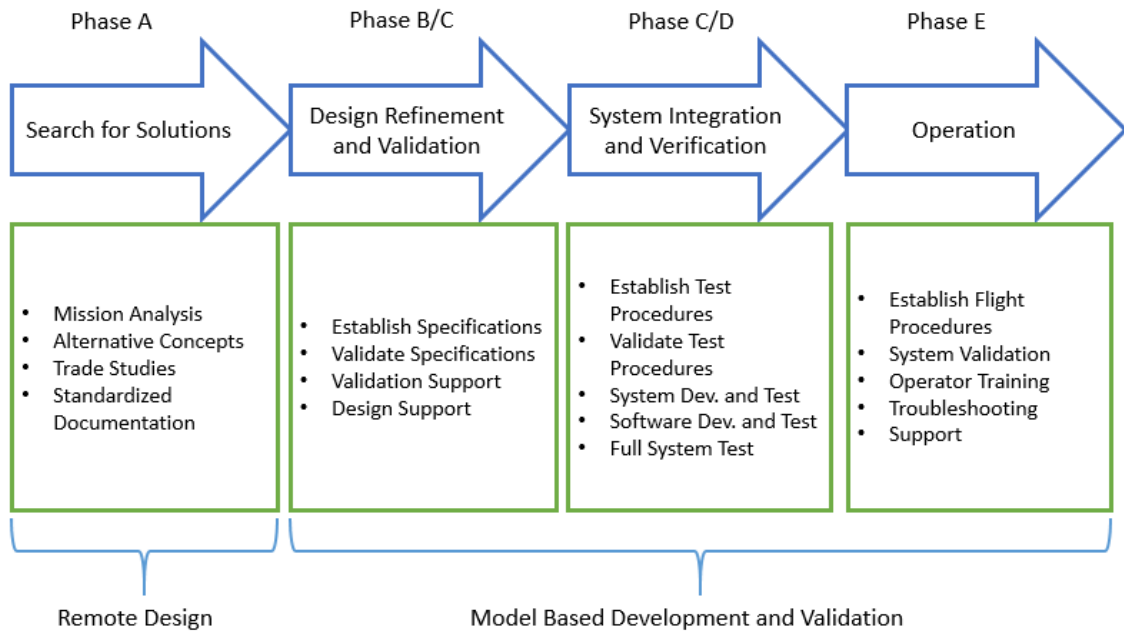 Phase A
Phase B/C
Phase C/D
Phase E
Search for Solutions
Design Refinement
and Validation
System Integration
and Verification
Operation
• Mission Analysis
• Alternative Concepts
• Trade Studies
• Standardized
Documentation
• Establish Specifications
• Validate Specifications
• Validation Support
• Design Support
• Establish Test
Procedures
• Validate Test
Procedures
• System Dev. and Test
• Software Dev. and Test
• Full System Test
• Establish Flight
Procedures
• System Validation
• Operator Training
• Troubleshooting
• Support
Remote Design
Model Based Development and Validation